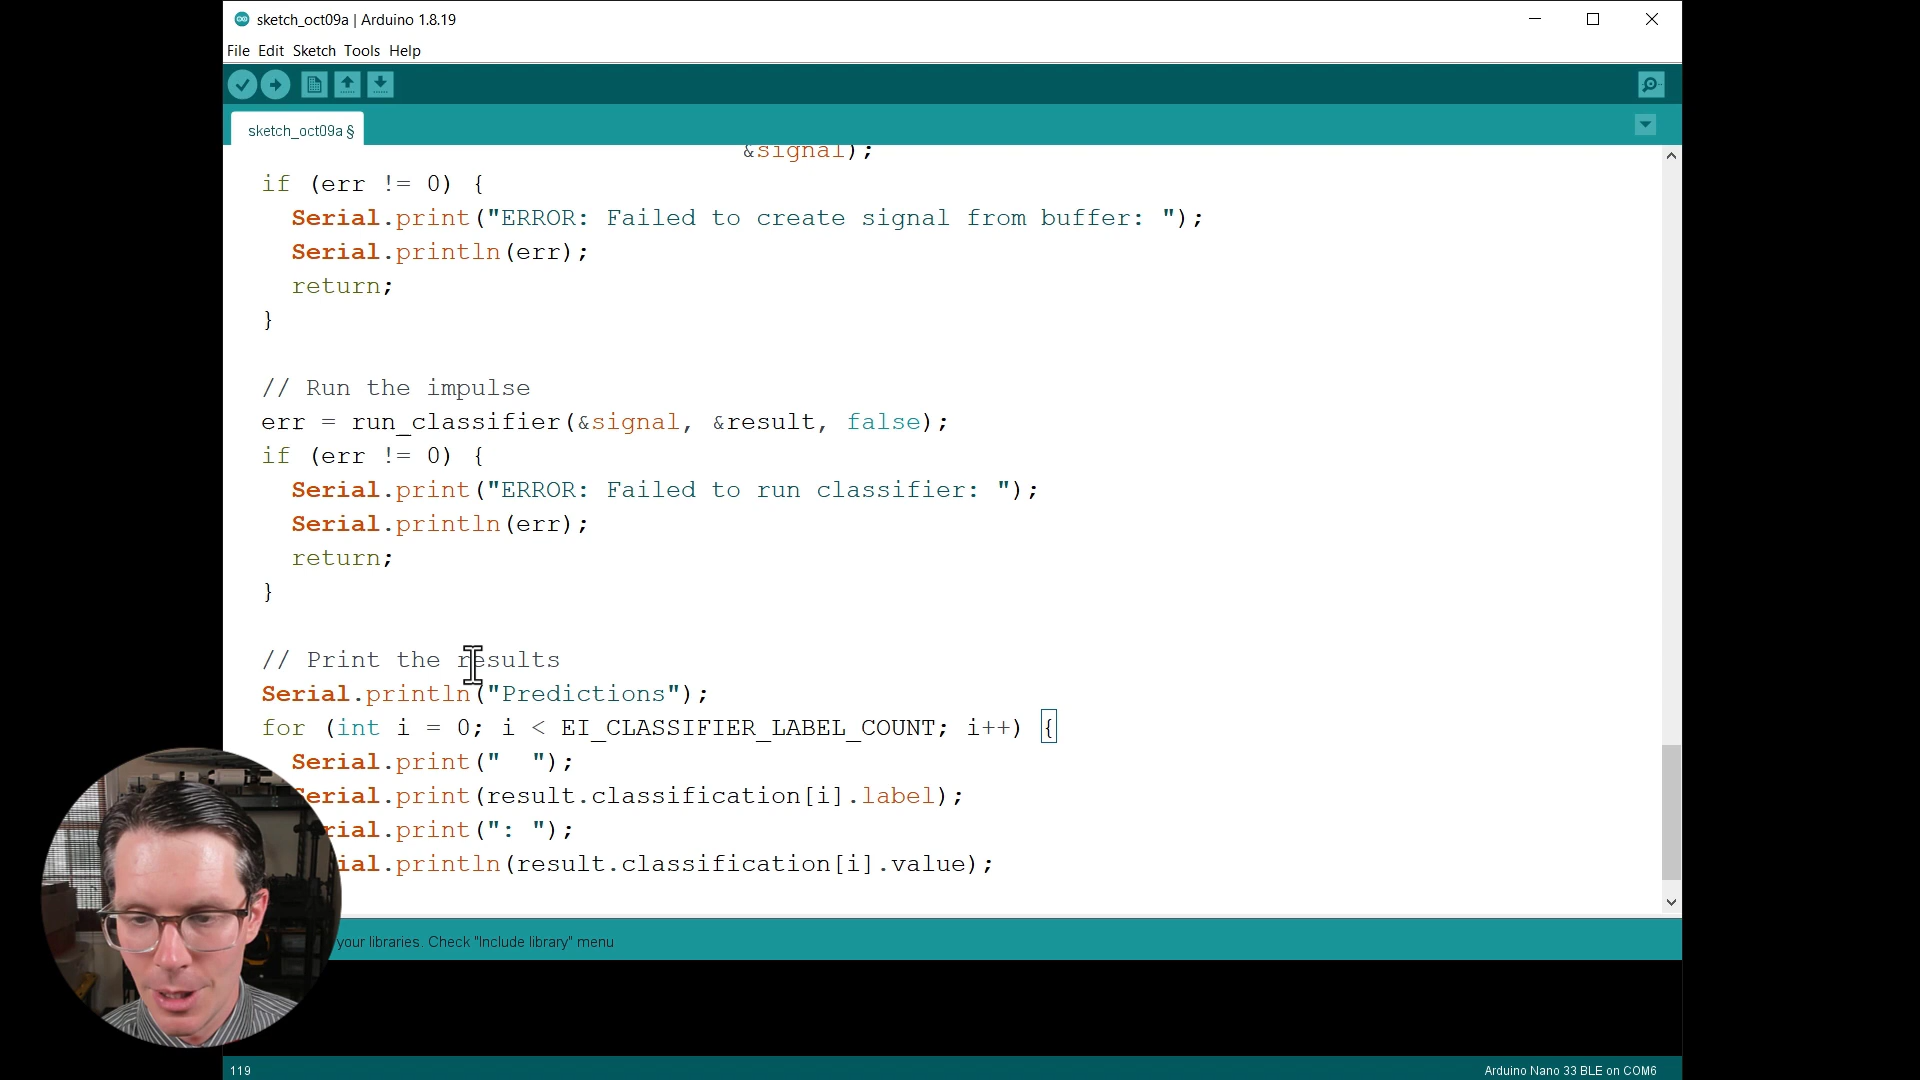 sketch_oct09a | Arduino 1.8.19
File Edit Sketch Tools Help
sketch_oct09a §
&signal);
if (err != 0) {
Serial.print("ERROR: Failed to create signal from buffer: ");
Serial.println(err);
return;
}
// Run the impulse
err = run_classifier(&signal, &result, false);
if (err != 0) {
Serial.print("ERROR: Failed to run classifier: ");
Serial.println(err);
return;
}
// Print the results
Serial.println("Predictions");
for (int i = 0; i < EI_CLASSIFIER_LABEL_COUNT; i++) {
Serial.print("  ");
Serial.print(result.classification[i].label);
rial.print(": ");
ial.println(result.classification[i].value);
your libraries. Check "Include library" menu
119
Arduino Nano 33 BLE on COM6